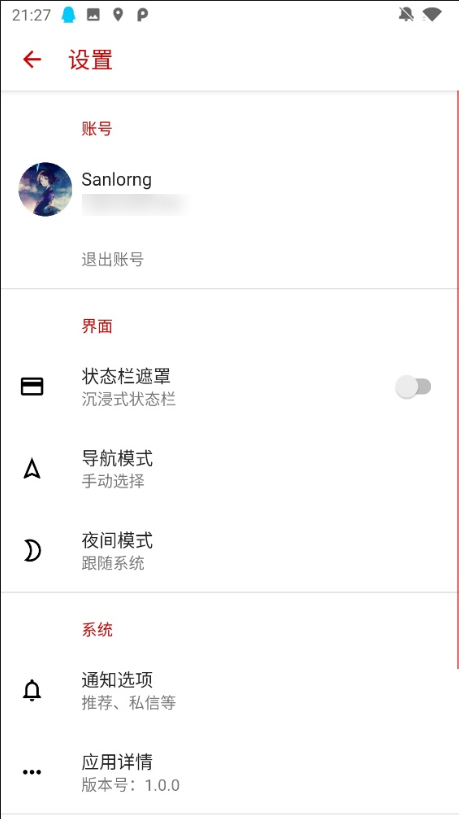 21:27
设置
账号
Sanlorng
退出账号
界面
状态栏遮罩
沉浸式状态栏
导航模式
手动选择
夜间模式
跟随系统
系统
通知选项
推荐、私信等
应用详情
版本号：1.0.0